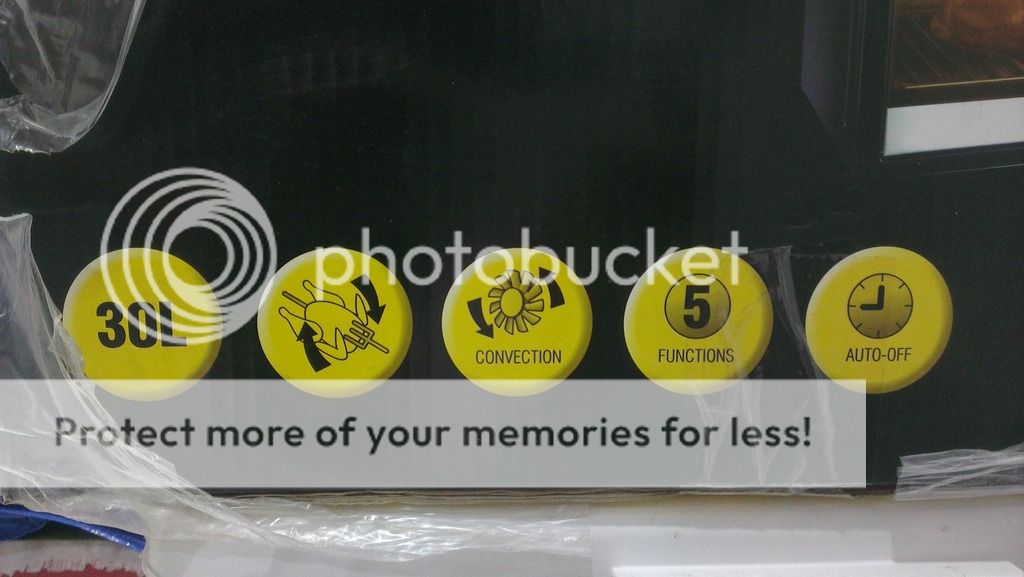 photobucket
30L
CONVECTION
5
FUNCTIONS
AUTO-OFF
Protect more of your memories for less!